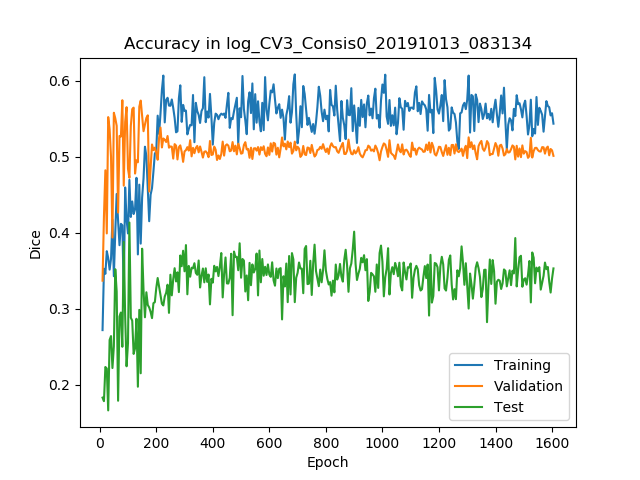 Accuracy in log_CV3_Consis0_20191013_083134
Dice
0.6
0.5
0.4
0.3
0.2
0 200 400 600 800 1000 1200 1400 1600
Epoch
Training
Validation
Test